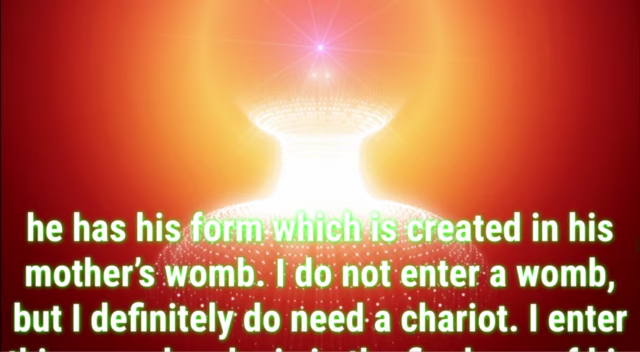 he has his form which is created in his
mother's womb. I do not enter a womb,
but I definitely do need a chariot. I enter